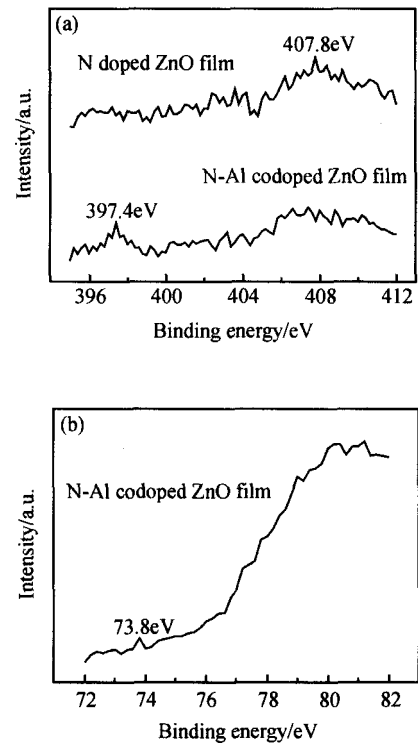 (a)
N doped ZnO film
407.8eV
N-Al codoped ZnO film
397.4eV
Intensity/a.u.
396 400 404 408 412
Binding energy/eV
(b)
N-Al codoped ZnO film
73.8eV
Intensity/a.u.
72 74 76 78 80 82
Binding energy/eV